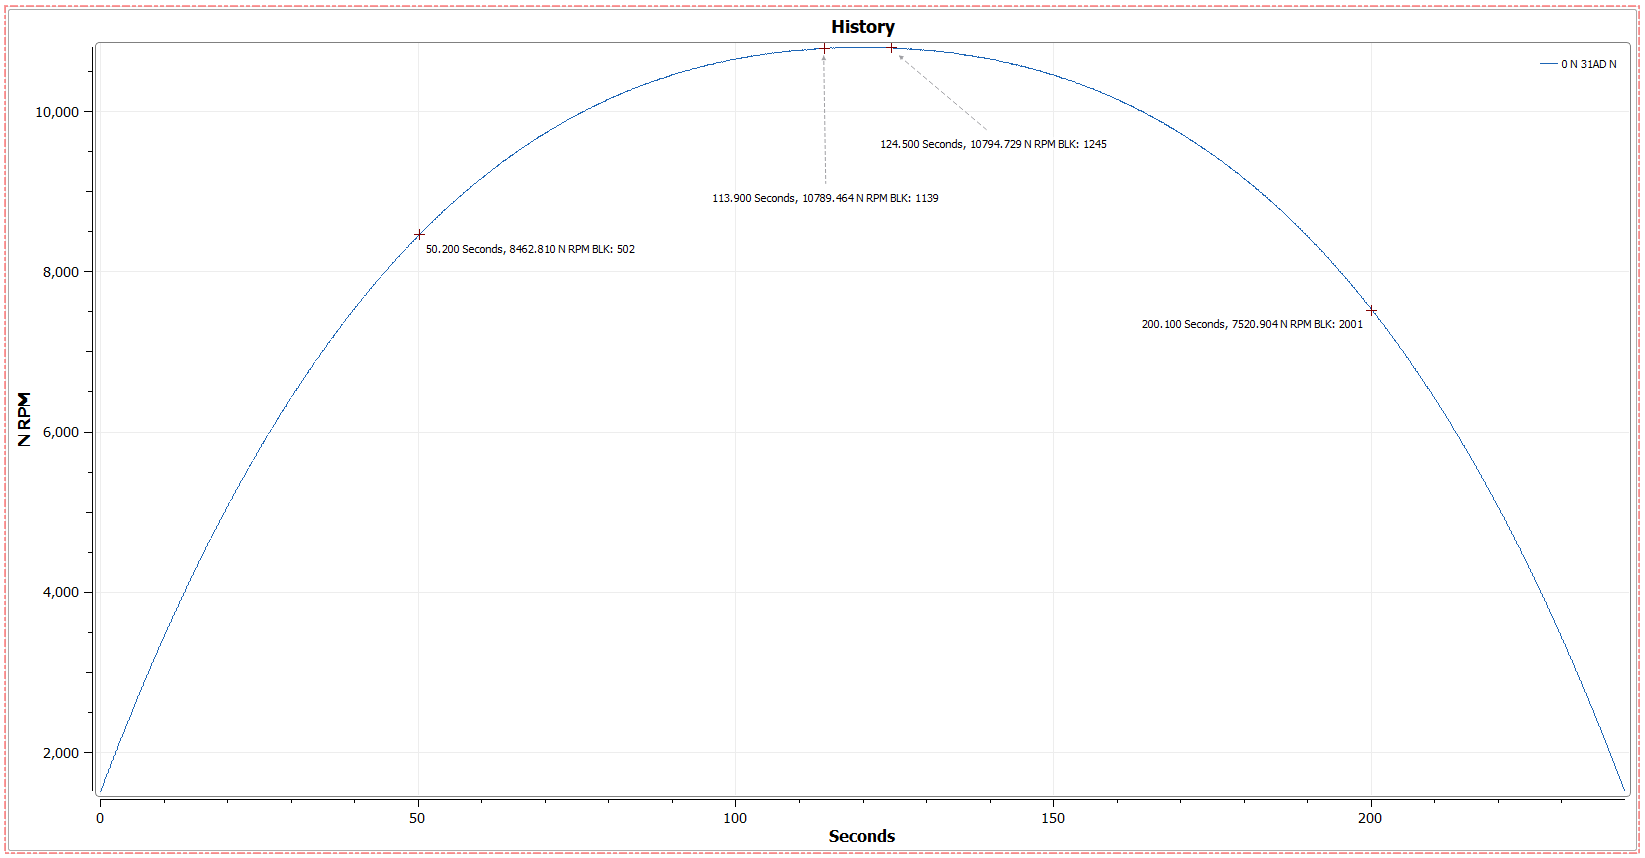 History
0 N 31AD N
10,000
124.500 Seconds, 10794.729 N RPM BLK: 1245
113.900 Seconds, 10789.464 N RPM BLK: 1139
50.200 Seconds, 8462.810 N RPM BLK: 502
8,000
200.100 Seconds, 7520.904 N RPM BLK: 2001
N RPM
6,000
4,000
2,000
0 50 100 150 200
Seconds